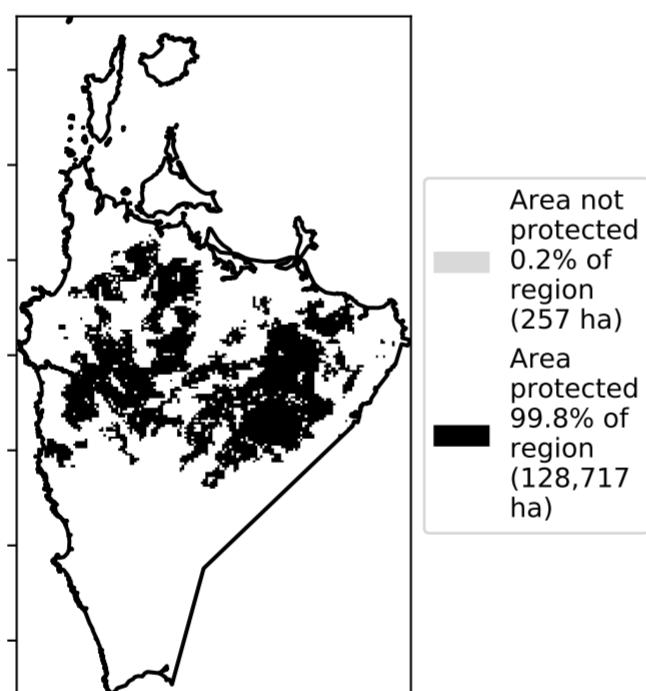 Area not
protected
0.2% of
region
(257 ha)
Area
protected
99.8% of
region
(128,717
ha)